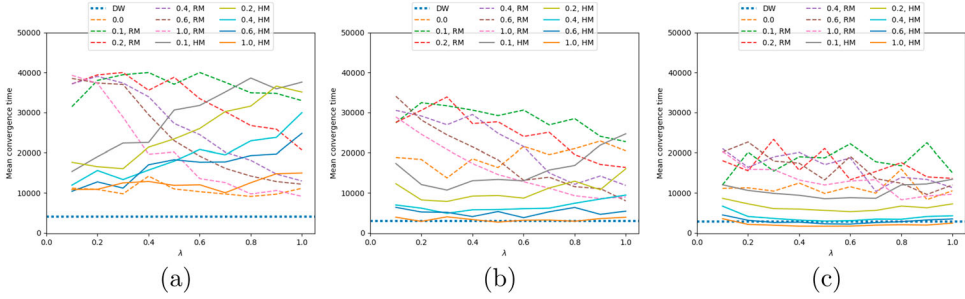 DW 0.4, RM 0.2, HM
0.0 0.6, RM 0.4, HM
0.1, RM 1.0, RM 0.6, HM
0.2, RM 0.1, HM 1.0, HM
50000
40000
30000
20000
10000
0
Mean convergence time
0.0 0.2 0.4 0.6 0.8 1.0
λ
(a)
DW 0.4, RM 0.2, HM
0.0 0.6, RM 0.4, HM
0.1, RM 1.0, RM 0.6, HM
0.2, RM 0.1, HM 1.0, HM
50000
40000
30000
20000
10000
0
Mean convergence time
0.0 0.2 0.4 0.6 0.8 1.0
λ
(b)
DW 0.4, RM 0.2, HM
0.0 0.6, RM 0.4, HM
0.1, RM 1.0, RM 0.6, HM
0.2, RM 0.1, HM 1.0, HM
50000
40000
30000
20000
10000
0
Mean convergence time
0.0 0.2 0.4 0.6 0.8 1.0
λ
(c)